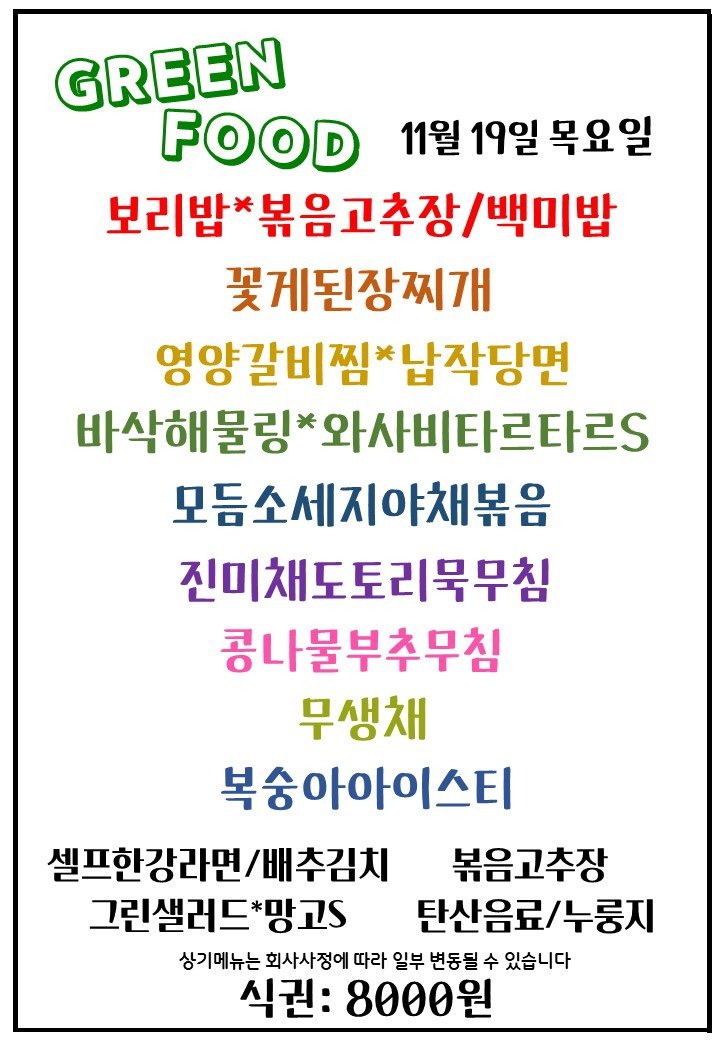 GREEN
FOOD
11월 19일 목요일
보리밥*볶음고추장/백미밥
꽃게된장찌개
영양갈비찜*납작당면
바삭해물링*와사비타르타르S
모듬소세지야채볶음
진미채도토리묵무침
콩나물부추무침
무생채
복숭아아이스티
셀프한강라면/배추김치 볶음고추장
그린샐러드*망고S 탄산음료/누룽지
상기메뉴는 회사사정에 따라 일부 변동될 수 있습니다
식권: 8000원